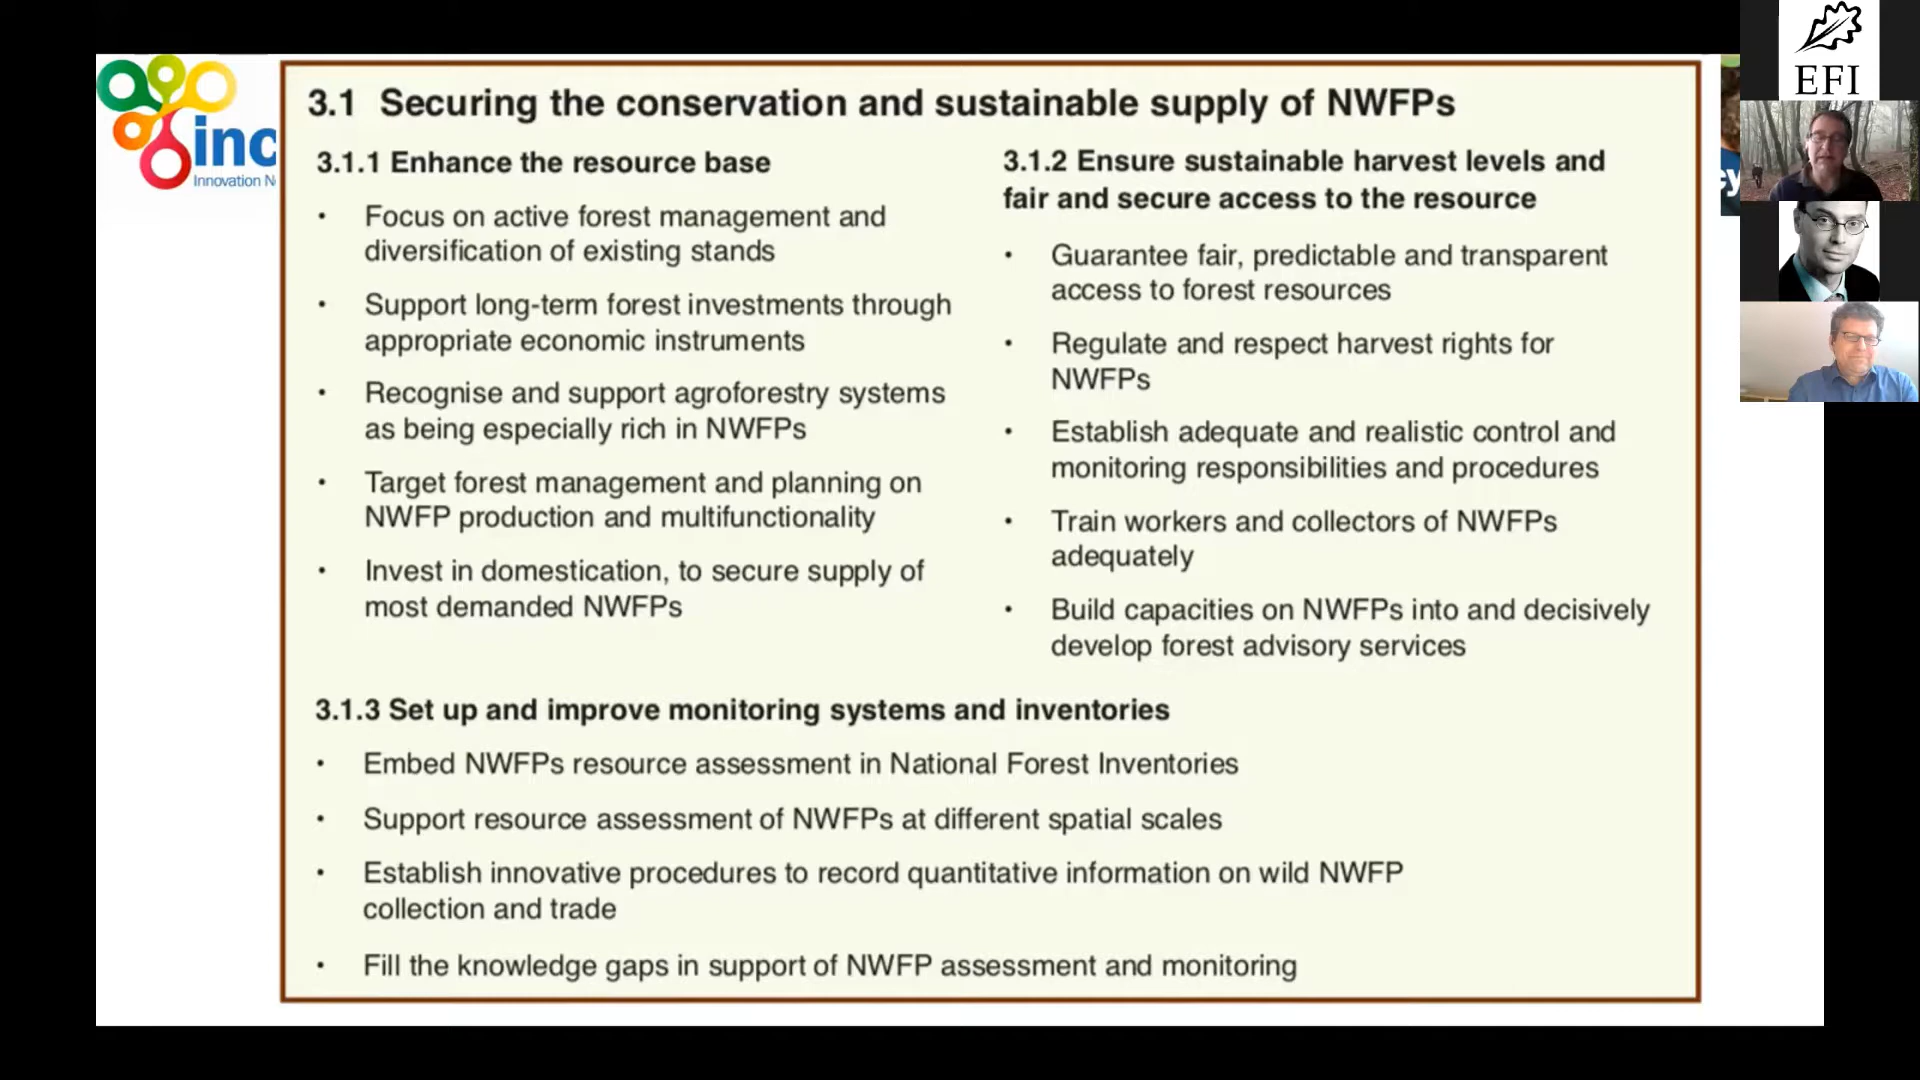 inc
Innovation N
3.1 Securing the conservation and sustainable supply of NWFPs
3.1.1 Enhance the resource base
• Focus on active forest management and
diversification of existing stands
• Support long-term forest investments through
appropriate economic instruments
• Recognise and support agroforestry systems
as being especially rich in NWFPs
• Target forest management and planning on
NWFP production and multifunctionality
• Invest in domestication, to secure supply of
most demanded NWFPs
3.1.2 Ensure sustainable harvest levels and
fair and secure access to the resource
• Guarantee fair, predictable and transparent
access to forest resources
• Regulate and respect harvest rights for
NWFPs
• Establish adequate and realistic control and
monitoring responsibilities and procedures
• Train workers and collectors of NWFPs
adequately
• Build capacities on NWFPs into and decisively
develop forest advisory services
3.1.3 Set up and improve monitoring systems and inventories
• Embed NWFPs resource assessment in National Forest Inventories
• Support resource assessment of NWFPs at different spatial scales
• Establish innovative procedures to record quantitative information on wild NWFP
collection and trade
• Fill the knowledge gaps in support of NWFP assessment and monitoring
EFI